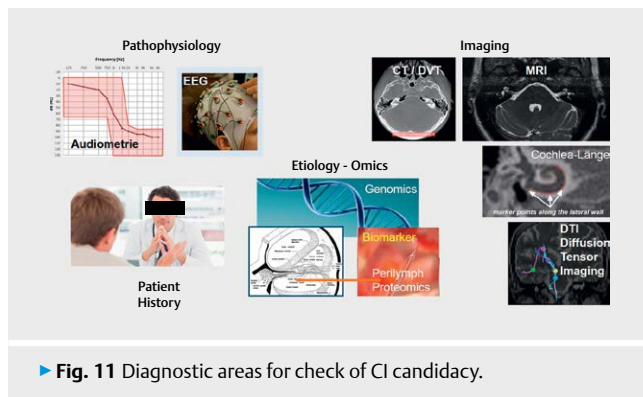 Pathophysiology
Imaging
Frequency [Hz]
Audiometrie
EEG
CT / DVT
MRI
Cochlea-Länge
marker points along the lateral wall
Etiology - Omics
Genomics
Biomarker
Perilymph
Proteomics
DTI
Diffusion
Tensor
Imaging
Patient
History
▶ Fig. 11 Diagnostic areas for check of CI candidacy.